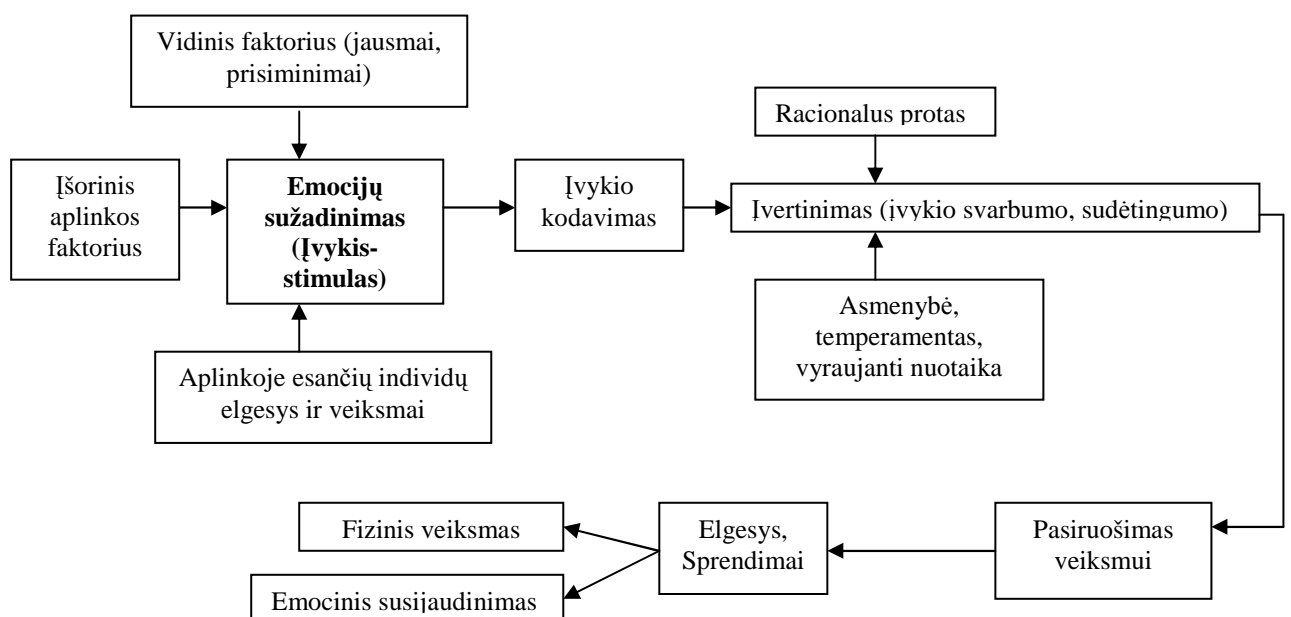 Vidinis faktorius (jausmai,
prisiminimai)
Racionalus protas
Įšorinis
aplinkos
faktorius
Emocijų
sužadinimas
(Įvykis-
stimulas)
Įvykio
kodavimas
Įvertinimas (įvykio svarbumo, sudėtingumo)
Aplinkoje esančių individų
elgesys ir veiksmai
Asmenybė,
temperamentas,
vyraujanti nuotaika
Fizinis veiksmas
Emocinis susijaudinimas
Elgesys,
Sprendimai
Pasiruošimas
veiksmui